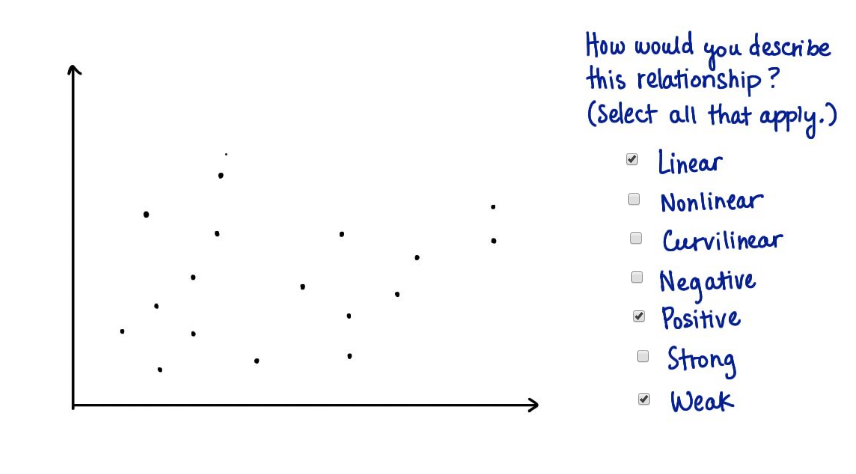 How would you describe
this relationship?
(Select all that apply.)
Linear
Nonlinear
Curvilinear
Negative
Positive
Strong
Weak